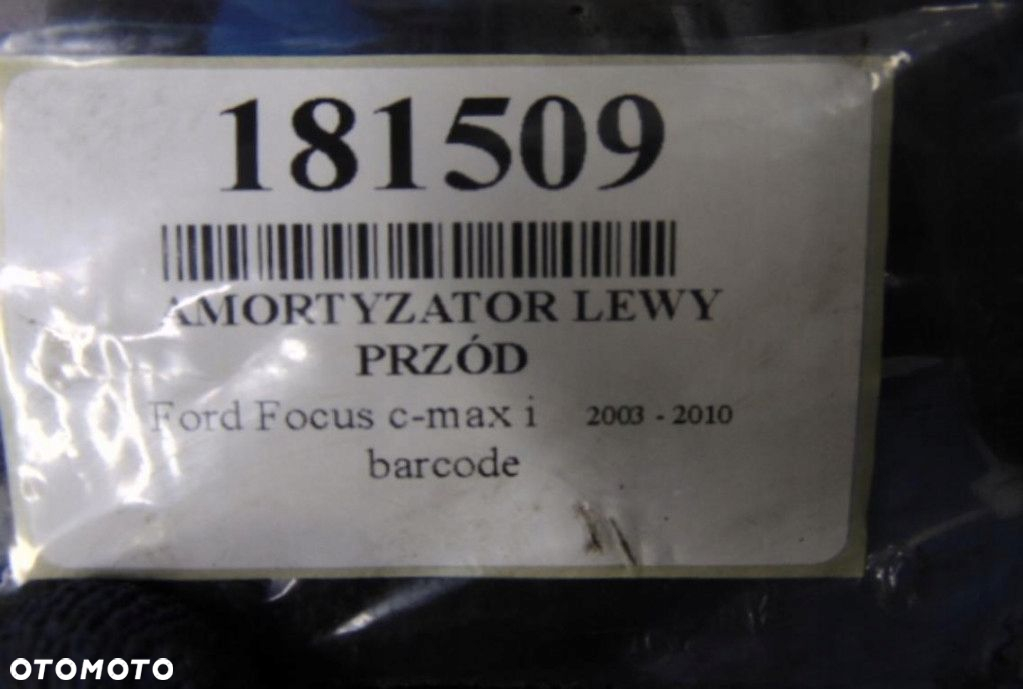 181509
AMORTYZATOR LEWY
PRZÓD
Ford Focus c-max i 2003 - 2010
barcode
OTOMOTO